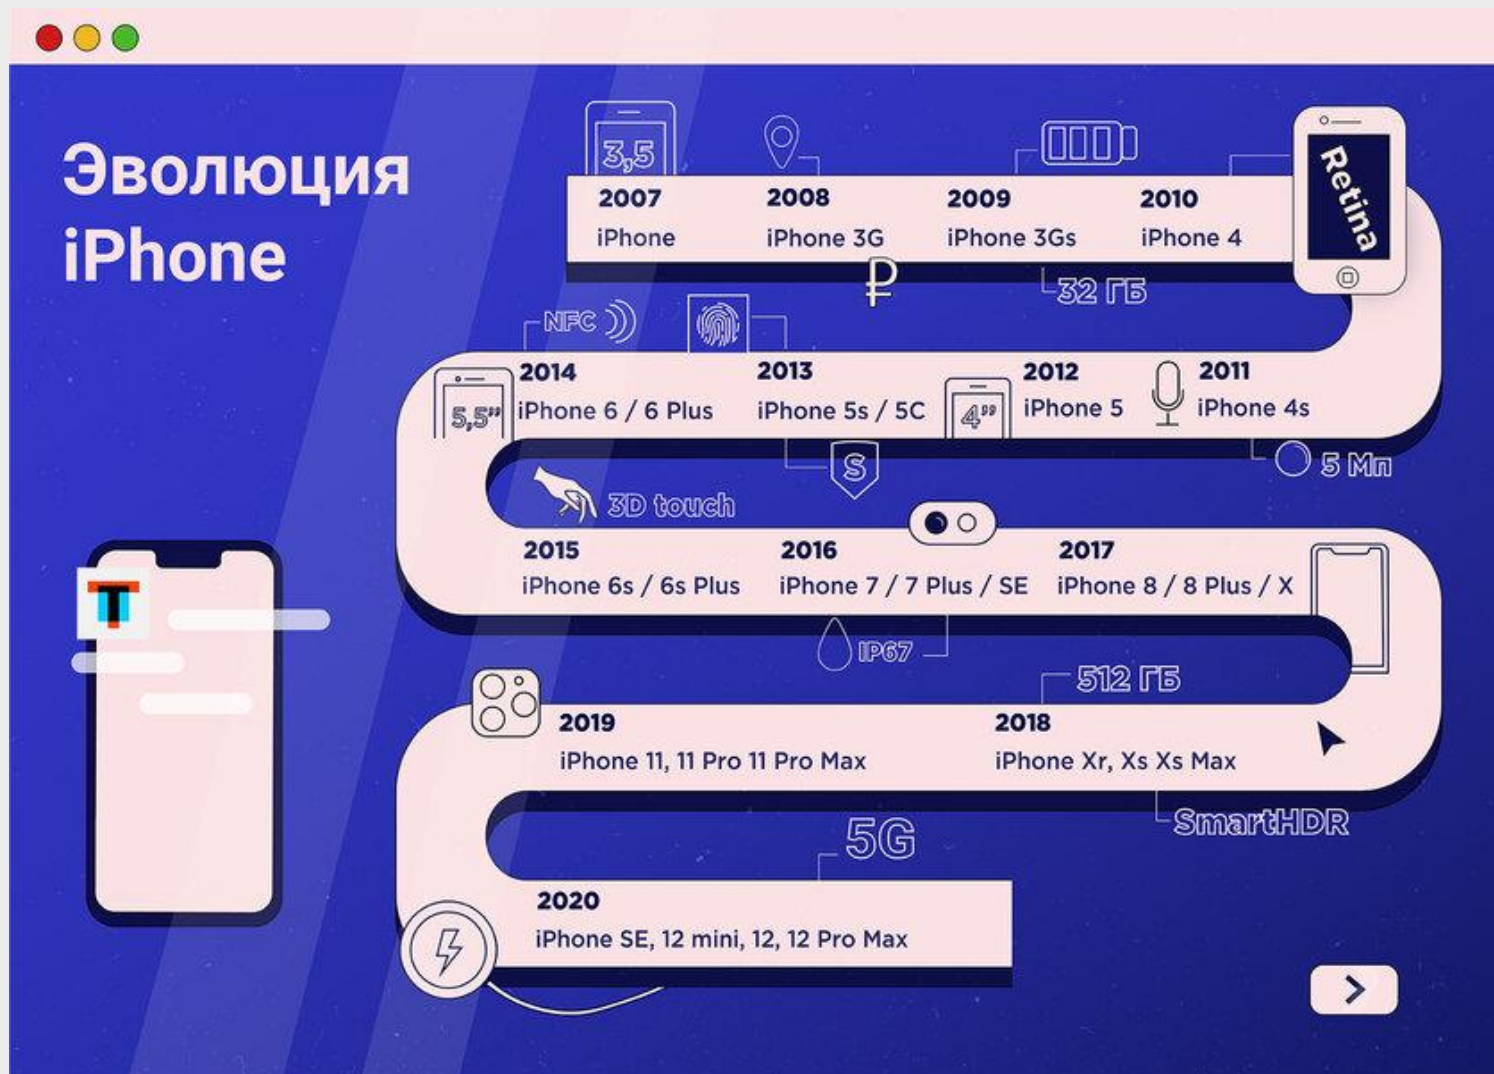 Эволюция
iPhone
3,5
2007
iPhone
2008
iPhone 3G
₽
2009
iPhone 3Gs
32 ГБ
2010
iPhone 4
Retina
2011
iPhone 4s
5 Мп
2012
iPhone 5
4”
2013
iPhone 5s / 5C
S
NFC
2014
iPhone 6 / 6 Plus
5,5”
3D touch
2015
iPhone 6s / 6s Plus
2016
iPhone 7 / 7 Plus / SE
IP67
2017
iPhone 8 / 8 Plus / X
512 ГБ
2018
iPhone Xr, Xs Xs Max
SmartHDR
2019
iPhone 11, 11 Pro 11 Pro Max
5G
2020
iPhone SE, 12 mini, 12, 12 Pro Max
T